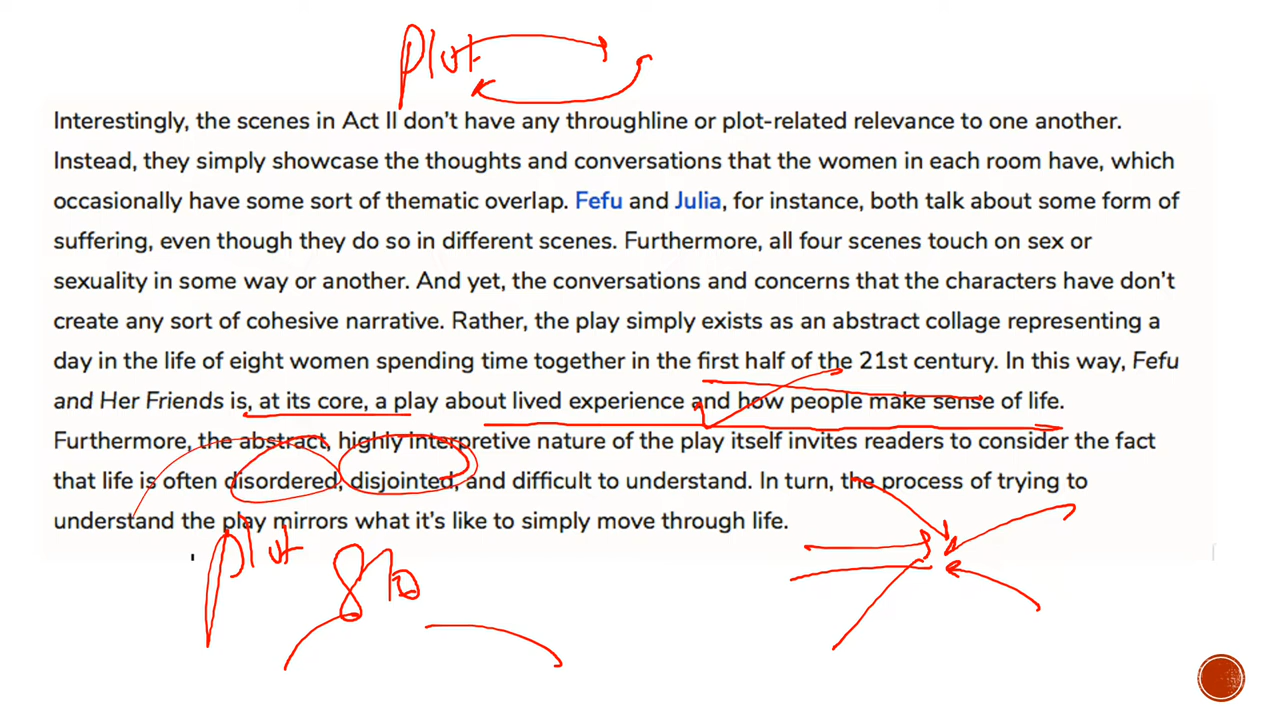 plot
Interestingly, the scenes in Act II don't have any throughline or plot-related relevance to one another.
Instead, they simply showcase the thoughts and conversations that the women in each room have, which
occasionally have some sort of thematic overlap. Fefu and Julia, for instance, both talk about some form of
suffering, even though they do so in different scenes. Furthermore, all four scenes touch on sex or
sexuality in some way or another. And yet, the conversations and concerns that the characters have don't
create any sort of cohesive narrative. Rather, the play simply exists as an abstract collage representing a
day in the life of eight women spending time together in the first half of the 21st century. In this way, Fefu
and Her Friends is, at its core, a play about lived experience and how people make sense of life.
Furthermore, the abstract, highly interpretive nature of the play itself invites readers to consider the fact
that life is often disordered, disjointed, and difficult to understand. In turn, the process of trying to
understand the play mirrors what it's like to simply move through life.
plot